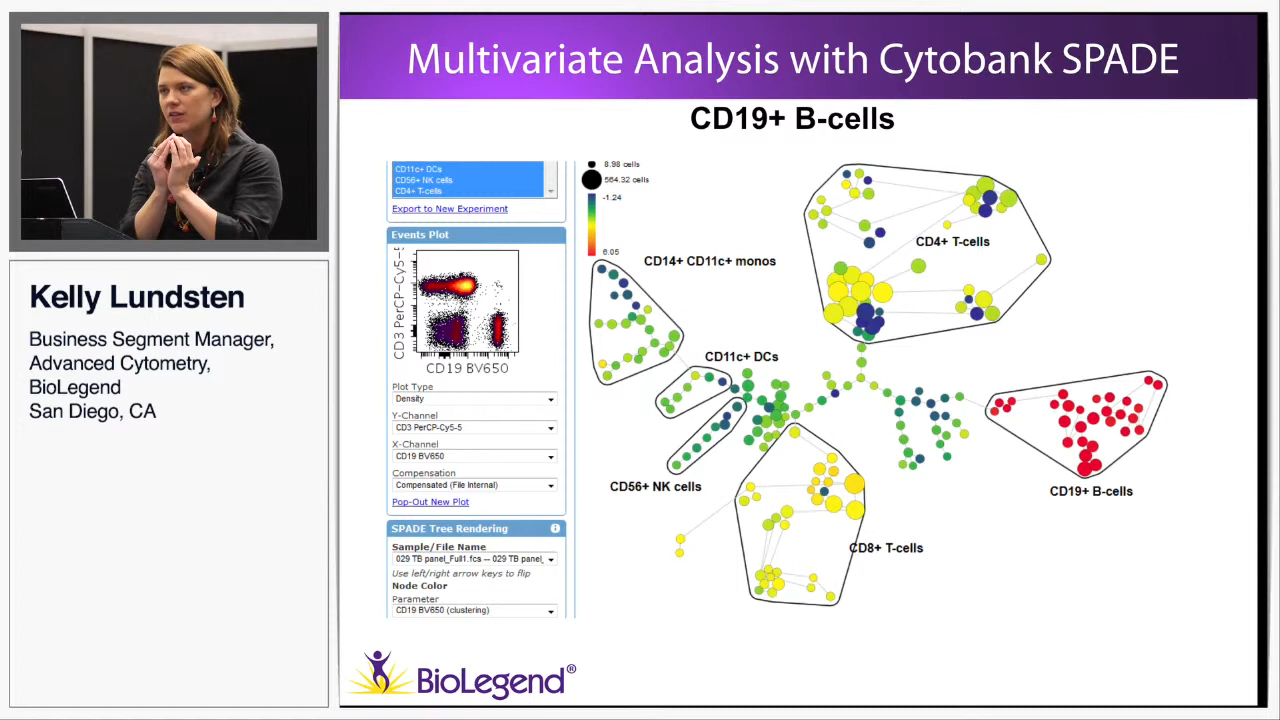 Multivariate Analysis with Cytobank SPADE
CD19+ B-cells
Kelly Lundsten
Business Segment Manager,
Advanced Cytometry,
BioLegend
San Diego, CA
CD11c+ DCs
CD56+ NK cells
CD4+ T-cells
Export to New Experiment
Events Plot
CD3 PerCP-Cy5-5
CD19 BV650
Plot Type
Density
Y-Channel
CD3 PerCP-Cy5-5
X-Channel
CD19 BV650
Compensation
Compensated (File Internal)
Pop-Out New Plot
SPADE Tree Rendering
Sample/File Name
029 TB panel_Full1.fcs -- 029 TB panel_
Use left/right arrow keys to flip
Node Color
Parameter
CD19 BV650 (clustering)
8.98 cells
564.32 cells
-1.24
6.05
CD14+ CD11c+ monos
CD4+ T-cells
CD11c+ DCs
CD56+ NK cells
CD19+ B-cells
CD8+ T-cells
BioLegend®